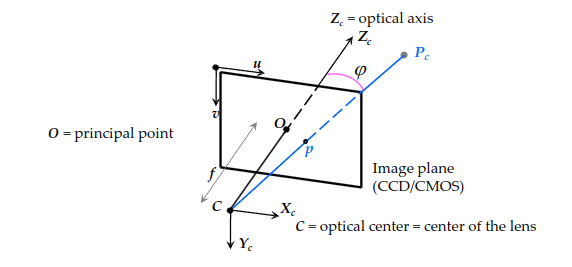 Z_c = optical axis
Z_c
P_c
u
φ
v
O
O = principal point
p
f
Image plane
(CCD/CMOS)
C
X_c
C = optical center = center of the lens
Y_c